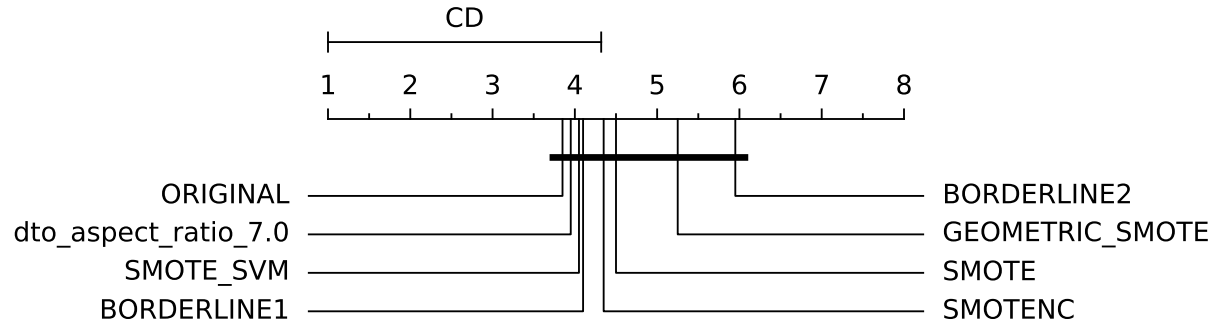 CD
1 2 3 4 5 6 7 8
ORIGINAL BORDERLINE2
dto_aspect_ratio_7.0 GEOMETRIC_SMOTE
SMOTE_SVM SMOTE
BORDERLINE1 SMOTENC